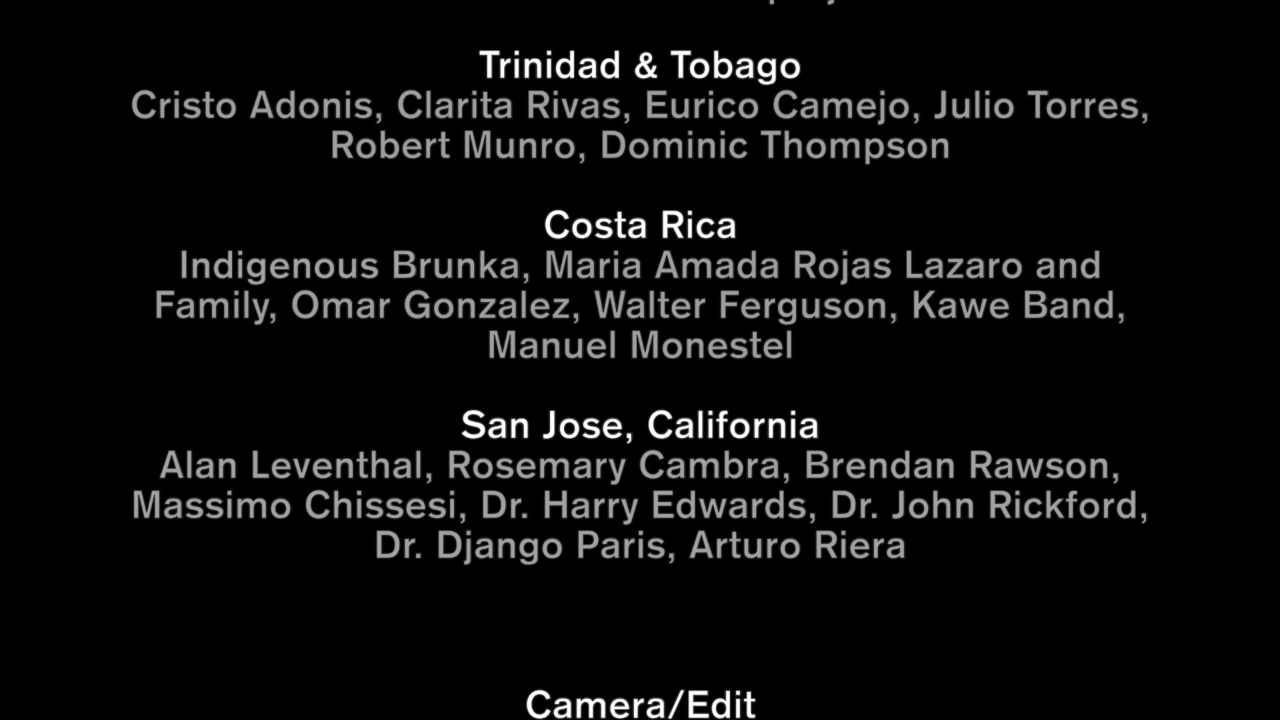 Trinidad & Tobago
Cristo Adonis, Clarita Rivas, Eurico Camejo, Julio Torres,
Robert Munro, Dominic Thompson
Costa Rica
Indigenous Brunka, Maria Amada Rojas Lazaro and
Family, Omar Gonzalez, Walter Ferguson, Kawe Band,
Manuel Monestel
San Jose, California
Alan Leventhal, Rosemary Cambra, Brendan Rawson,
Massimo Chissesi, Dr. Harry Edwards, Dr. John Rickford,
Dr. Django Paris, Arturo Riera
Camera/Edit